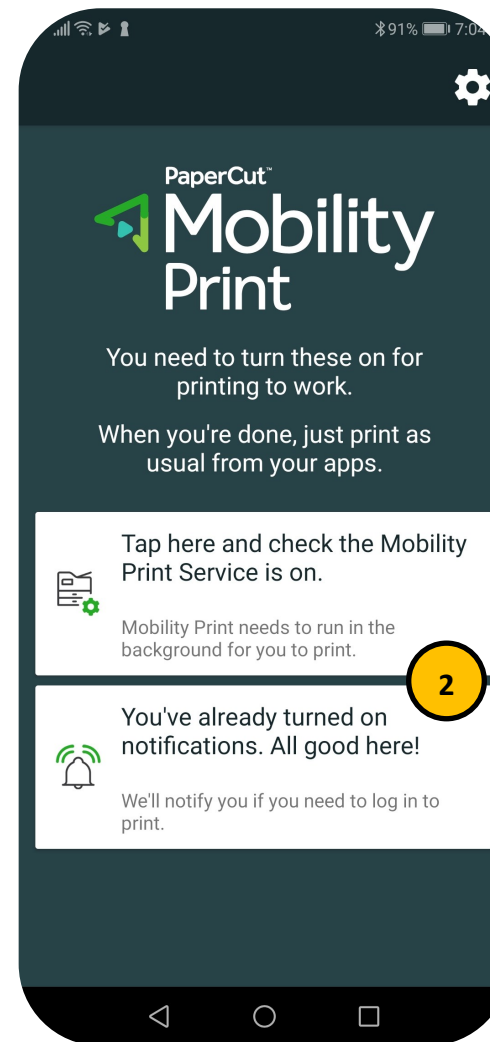 91% 7:04
PaperCut™
Mobility
Print
You need to turn these on for
printing to work.
When you're done, just print as
usual from your apps.
Tap here and check the Mobility
Print Service is on.
Mobility Print needs to run in the
background for you to print.
2
You've already turned on
notifications. All good here!
We'll notify you if you need to log in to
print.